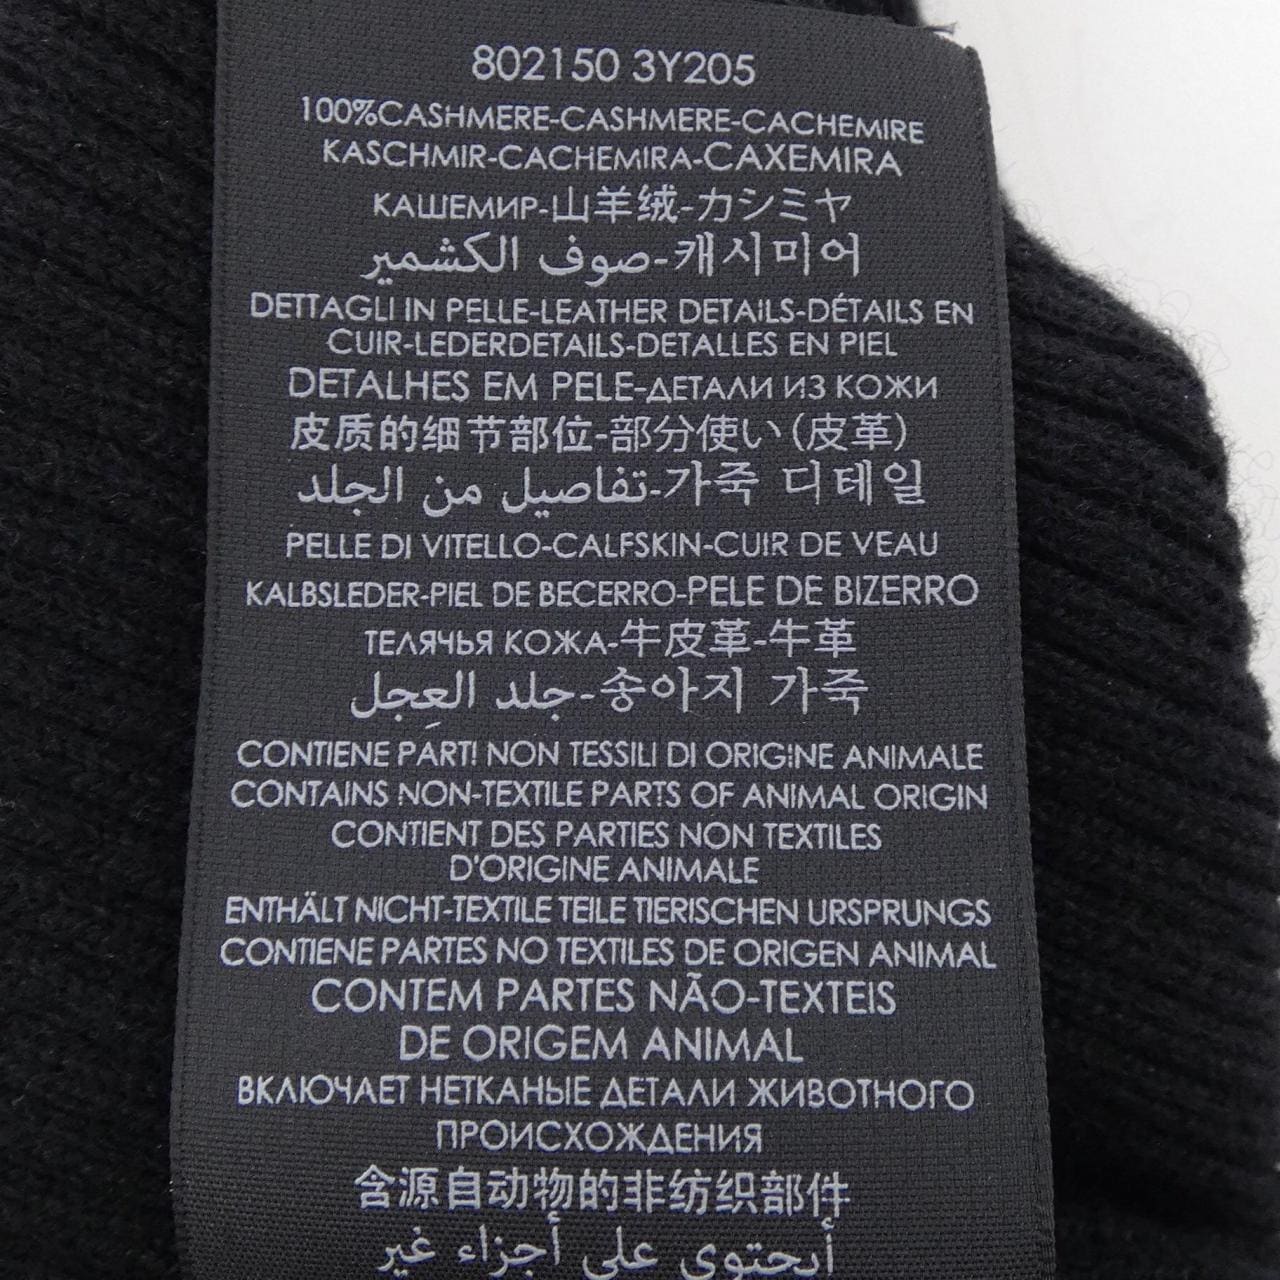 802150 3Y205
100%CASHMERE-CASHMERE-CACHEMIRE
KASCHMIR-CACHEMIRA-CAXEMIRA
КАШЕМИР-山羊绒-カシミヤ
캐시미어-صوف الكشمير
DETTAGLI IN PELLE-LEATHER DETAILS-DÉTAILS EN
CUIR-LEDERDETAILS-DETALLES EN PIEL
DETALHES EM PELE-ДЕТАЛИ ИЗ КОЖИ
皮质的细节部位-部分使い(皮革)
가죽 디테일-تفاصيل من الجلد
PELLE DI VITELLO-CALFSKIN-CUIR DE VEAU
KALBSLEDER-PIEL DE BECERRO-PELE DE BIZERRO
ТЕЛЯЧЬЯ КОЖА-牛皮革-牛革
송아지 가죽-جلد العِجل
CONTIENE PARTI NON TESSILI DI ORIGINE ANIMALE
CONTAINS NON-TEXTILE PARTS OF ANIMAL ORIGIN
CONTIENT DES PARTIES NON TEXTILES
D'ORIGINE ANIMALE
ENTHÄLT NICHT-TEXTILE TEILE TIERISCHEN URSPRUNGS
CONTIENE PARTES NO TEXTILES DE ORIGEN ANIMAL
CONTEM PARTES NÃO-TEXTEIS
DE ORIGEM ANIMAL
ВКЛЮЧАЕТ НЕТКАНЫЕ ДЕТАЛИ ЖИВОТНОГО
ПРОИСХОЖДЕНИЯ
含源自动物的非纺织部件
على أجزاء غير